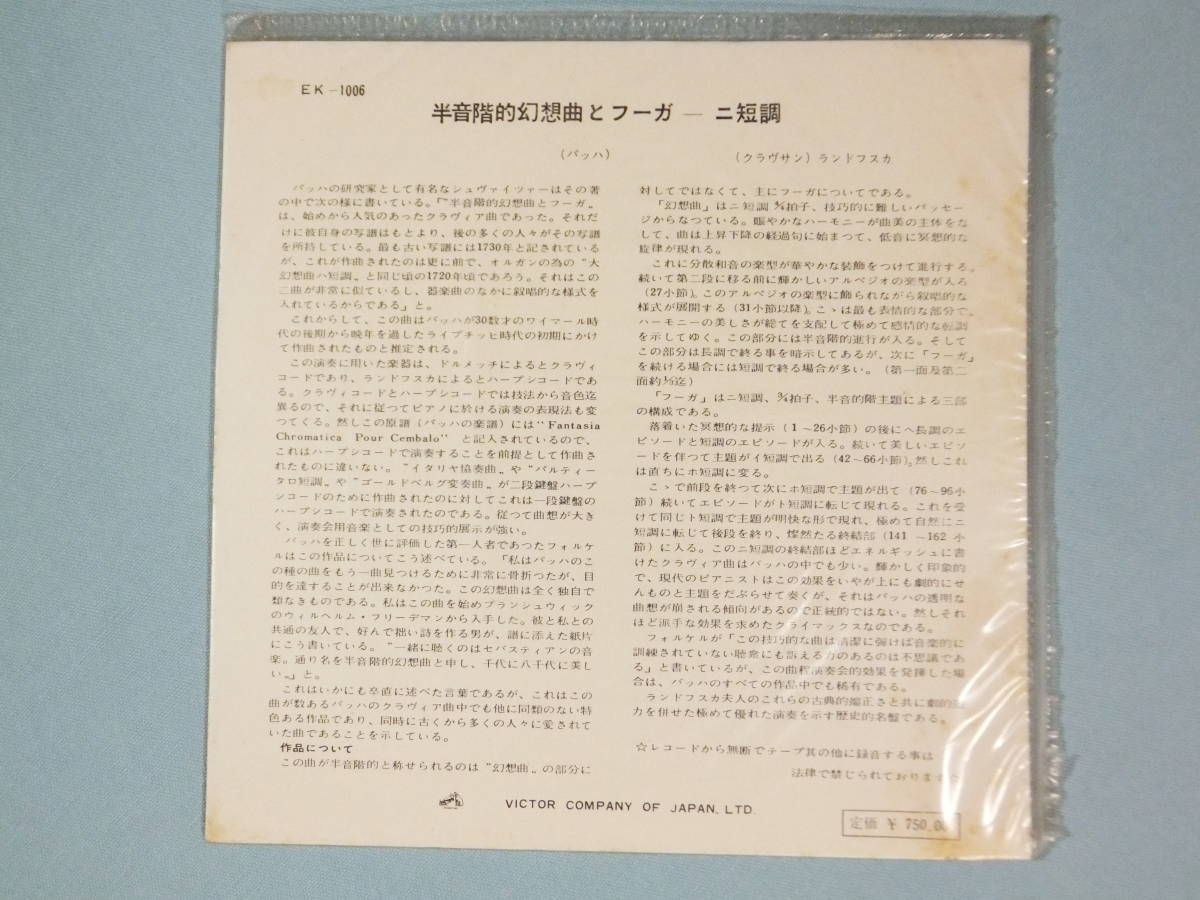 EK-1006
半音階的幻想曲とフーガ ― ニ短調
(バッハ)
(クラヴサン) ランドフスカ
バッハの研究家として有名なシュヴァイツァーはその著
の中で次の様に書いている。「“半音階的幻想曲とフーガ„
は、始めから人気のあったクラヴィア曲であった。それだ
けに彼自身の写譜はもとより、後の多くの人々がその写譜
を所持している。最も古い写譜には1730年と記されている
が、これが作曲されたのは更に前で、オルガンの為の“大
幻想曲ハ短調„と同じ頃の1720年頃であろう。それはこの
二曲が非常に似ているし、器楽曲のなかに叙唱的な様式を
入れているからである」と。
これからして、この曲はバッハが30数才のワイマール時
代の後期から晩年を過したライプチッヒ時代の初期にかけ
て作曲されたものと推定される。
この演奏に用いた楽器は、ドルメッチによるとクラヴィ
コードであり、ランドフスカによるとハープシコードであ
る。クラヴィコードとハープシコードでは技法から音色迄
異るので、それに従つてピアノに於ける演奏の表現法も変
つてくる。然しこの原譜（バッハの楽譜）には“Fantasia
Chromatica Pour Cembalo” と記入されているので、
これはハープシコードで演奏することを前提として作曲さ
れたものに違いない。“イタリヤ協奏曲„や“パルティー
タロ短調„や“ゴールドベルグ変奏曲„が二段鍵盤ハープ
シコードのために作曲されたのに対してこれは一段鍵盤の
ハープシコードで演奏されたのである。従つて曲想が大き
く、演奏会用音楽としての技巧的展示が強い。
バッハを正しく世に評価した第一人者であつたフォルケ
ルはこの作品についてこう述べている。「私はバッハのこ
の種の曲をもう一曲見つけるために非常に骨折つたが、目
的を達することが出来なかつた。この幻想曲は全く独自で
類なきものである。私はこの曲を始めブランシュウィック
のウィルヘルム・フリーデマンから入手した。彼と私との
共通の友人で、好んで拙い詩を作る男が、譜に添えた紙片
にこう書いている。“一緒に聴くのはセバスティアンの音
楽。通り名を半音階的幻想曲と申し、千代に八千代に美し
い„」と。
これはいかにも卒直に述べた言葉であるが、これはこの
曲が数あるバッハのクラヴィア曲中でも他に同類のない特
色ある作品であり、同時に古くから多くの人々に愛されて
いた曲であることを示している。
作品について
この曲が半音階的と称せられるのは“幻想曲„の部分に
対してではなくて、主にフーガについてである。
「幻想曲」はニ短調 4/4拍子、技巧的に難しいパッセー
ジからなつている。賑やかなハーモニーが曲美の主体をな
して、曲は上昇下降の経過句に始まつて、低音に冥想的な
旋律が現れる。
これに分散和音の楽型が華やかな装飾をつけて進行する。
続いて第二段に移る前に輝かしいアルペジオの楽型が入る
（27小節）。このアルペジオの楽型に飾られながら叙唱的な
様式が展開する（31小節以降）。こゝは最も表情的な部分で、
ハーモニーの美しさが総てを支配して極めて感情的な転調
を示してゆく。この部分には半音階的進行が入る。そして
この部分は長調で終る事を暗示してあるが、次に「フーガ」
を続ける場合には短調で終る場合が多い。（第一面及第二
面約⅓迄）
「フーガ」はニ短調、¾拍子、半音的階主題による三部
の構成である。
落着いた冥想的な提示（1～26小節）の後にヘ長調のエ
ピソードと短調のエピソードが入る。続いて美しいエピソ
ードを伴つて主題がイ短調で出る（42～66小節）。然しこれ
は直ちにホ短調に変る。
こゝで前段を終つて次にホ短調で主題が出て（76～96小
節）続いてエピソードがト短調に転じて現れる。これを受
けて同じト短調で主題が明快な形で現れ、極めて自然にニ
短調に転じて後段を終り、燦然たる終結部（141～162 小
節）に入る。このニ短調の終結部ほどエネルギッシュに書
けたクラヴィア曲はバッハの中でも少い。輝かしく印象的
で、現代のピアニストはこの効果をいやが上にも劇的にせ
んものと主題をだぶらせて奏くが、それはバッハの透明な
曲想が崩される傾向があるので正統的ではない。然しそれ
ほど派手な効果を求めたクライマックスなのである。
フォルケルが「この技巧的な曲は清潔に弾けば音楽的に
訓練されていない聴衆にも訴える力のあるのは不思議であ
る」と書いているが、この曲程演奏会的効果を発揮した場
合は、バッハのすべての作品中でも稀有である。
ランドフスカ夫人のこれらの古典的端正さと共に劇的
力を併せた極めて優れた演奏を示す歴史的名盤である。
☆レコードから無断でテープ其の他に録音する事は
法律で禁じられております
VICTOR COMPANY OF JAPAN, LTD.
定価 ￥ 750.00